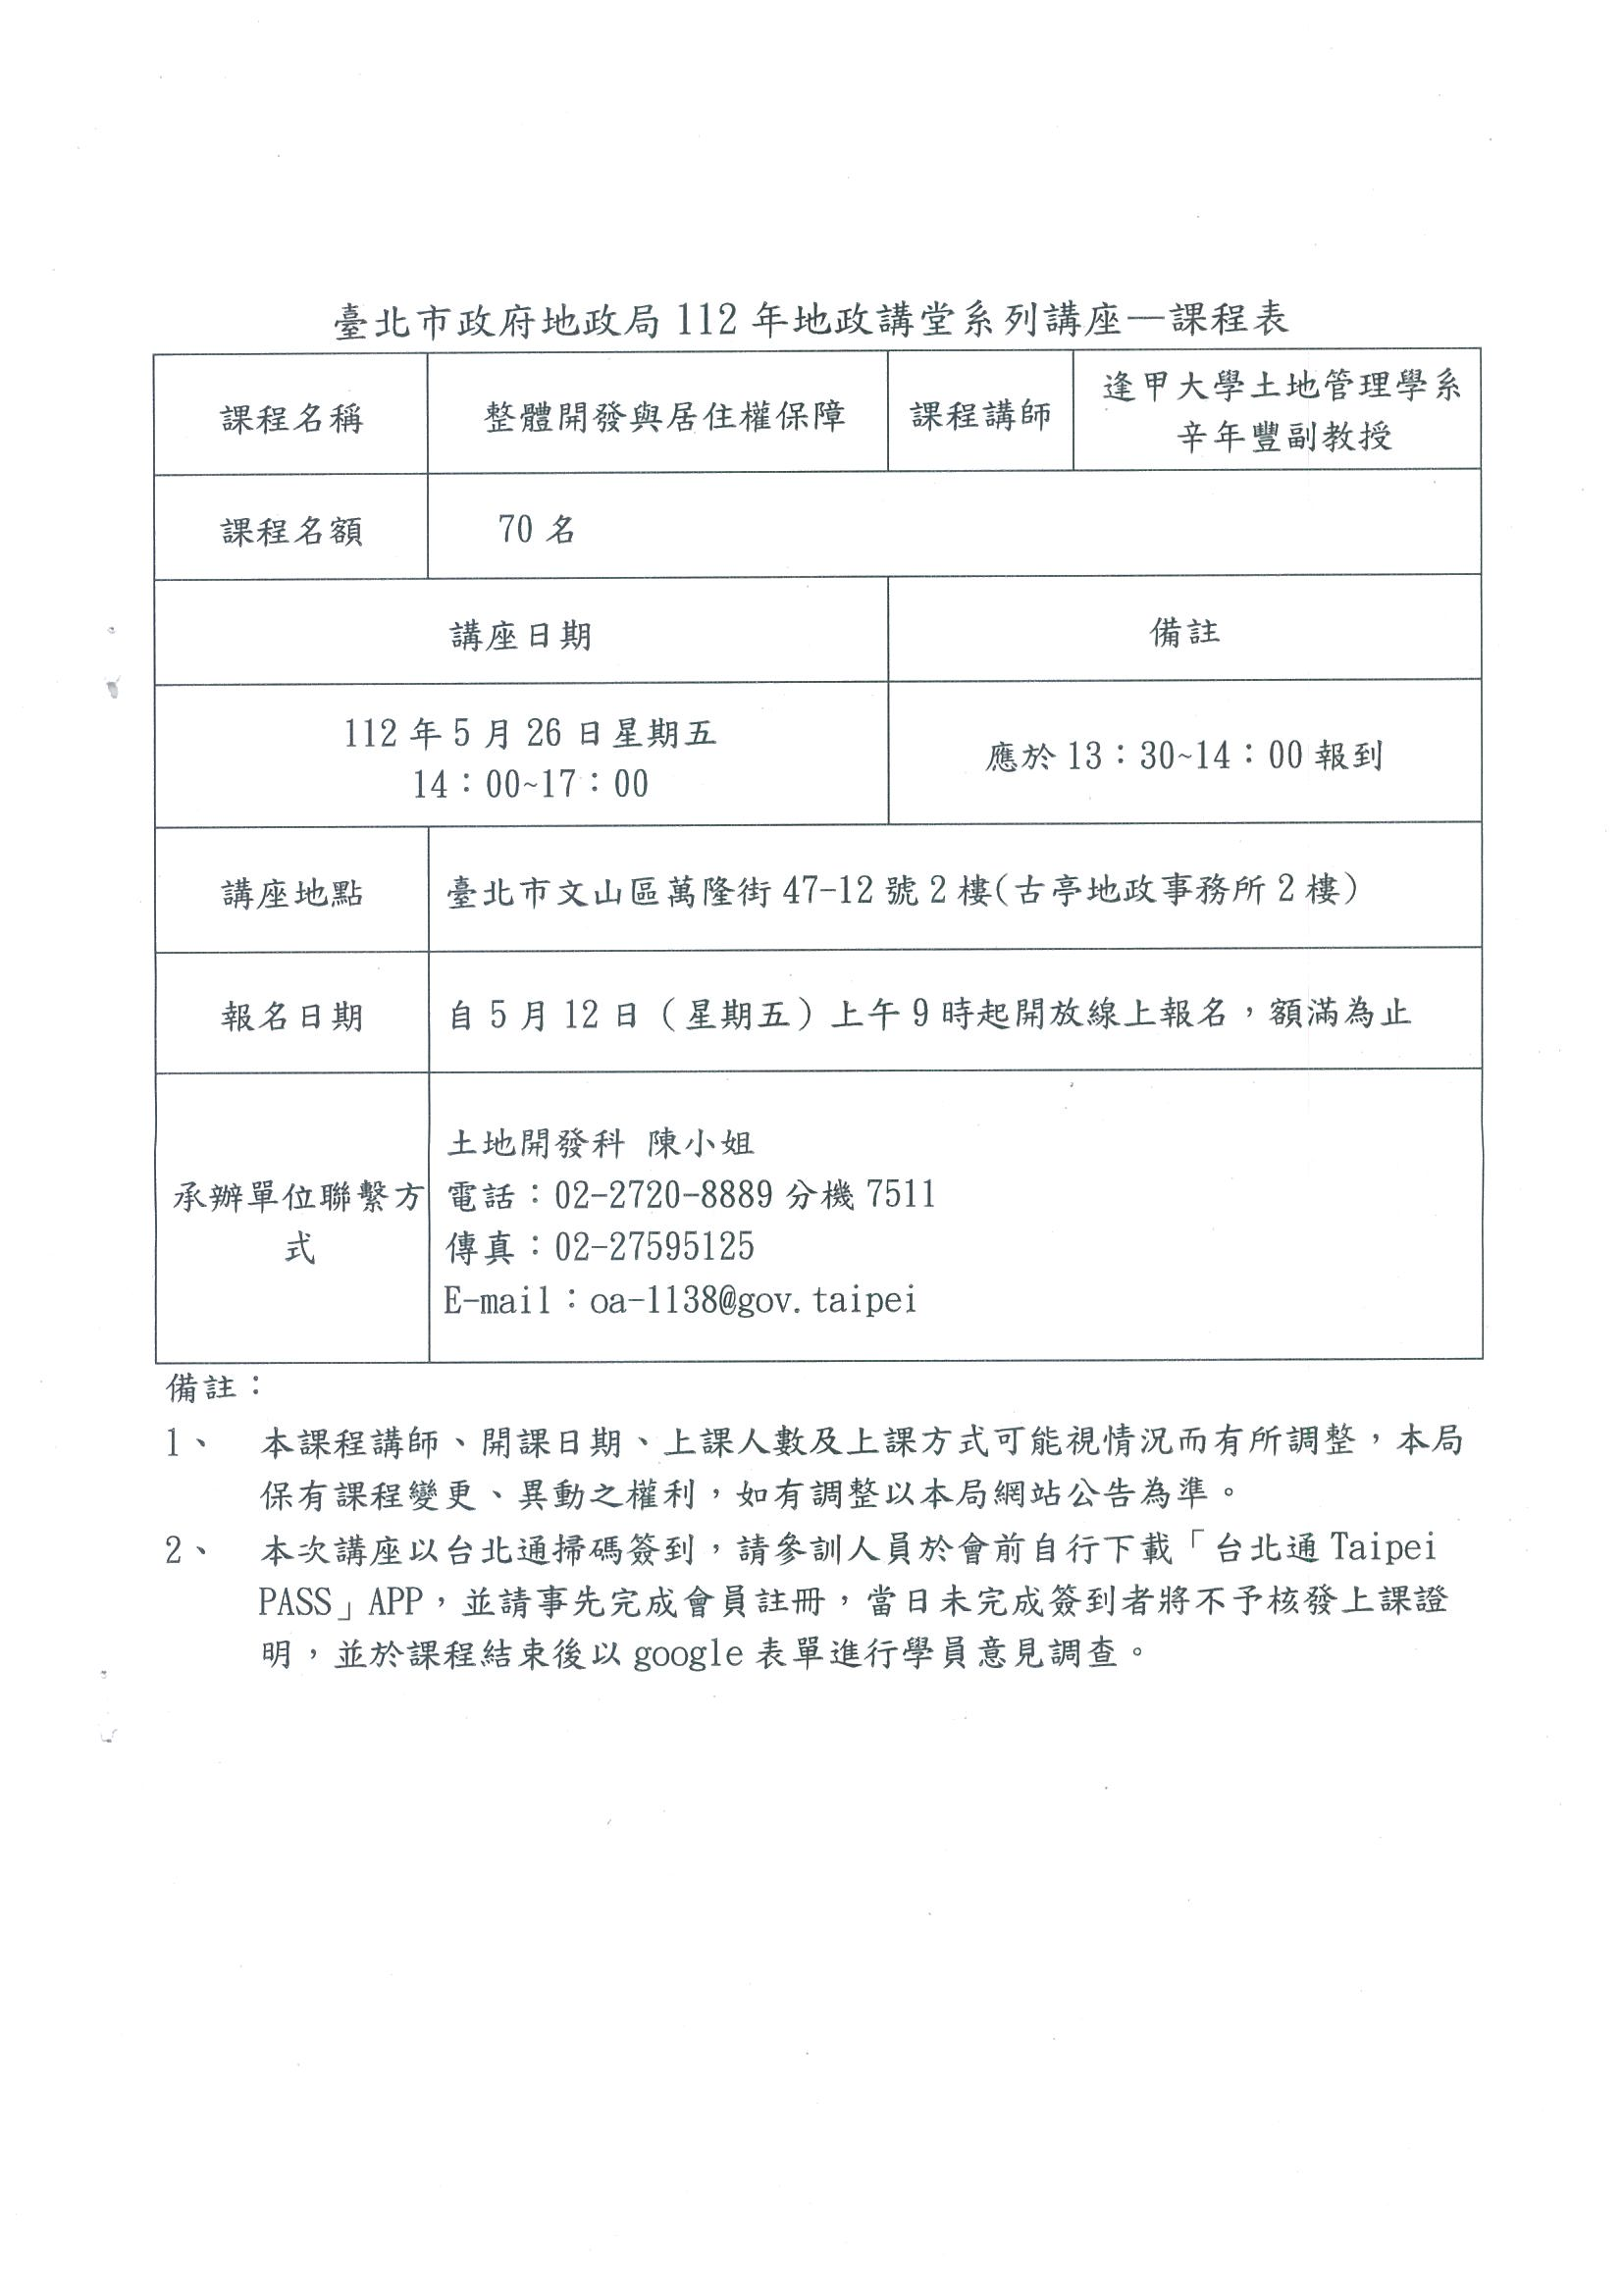 臺北市政府地政局112年地政講堂系列講座—課程表
課程名稱
整體開發與居住權保障
課程講師
逢甲大學土地管理學系
辛年豐副教授
課程名額
70名
講座日期
備註
112年5月26日星期五
14：00~17：00
應於13：30~14：00報到
講座地點
臺北市文山區萬隆街47-12號2樓(古亭地政事務所2樓)
報名日期
自5月12日（星期五）上午9時起開放線上報名，額滿為止
承辦單位聯繫方
式
土地開發科 陳小姐
電話：02-2720-8889分機7511
傳真：02-27595125
E-mail：oa-1138@gov.taipei
備註：
1、 本課程講師、開課日期、上課人數及上課方式可能視情況而有所調整，本局
保有課程變更、異動之權利，如有調整以本局網站公告為準。
2、 本次講座以台北通掃碼簽到，請參訓人員於會前自行下載「台北通Taipei
PASS」APP，並請事先完成會員註冊，當日未完成簽到者將不予核發上課證
明，並於課程結束後以google表單進行學員意見調查。